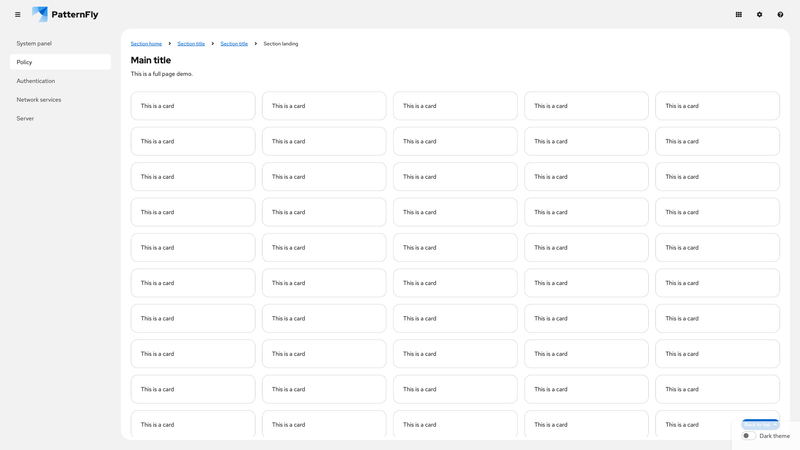 PatternFly
System panel
Policy
Authentication
Network services
Server
Section home > Section title > Section title > Section landing
Main title
This is a full page demo.
This is a card This is a card This is a card This is a card This is a card
This is a card This is a card This is a card This is a card This is a card
This is a card This is a card This is a card This is a card This is a card
This is a card This is a card This is a card This is a card This is a card
This is a card This is a card This is a card This is a card This is a card
This is a card This is a card This is a card This is a card This is a card
This is a card This is a card This is a card This is a card This is a card
This is a card This is a card This is a card This is a card This is a card
This is a card This is a card This is a card This is a card This is a card
This is a card This is a card This is a card This is a card This is a card
Dark theme